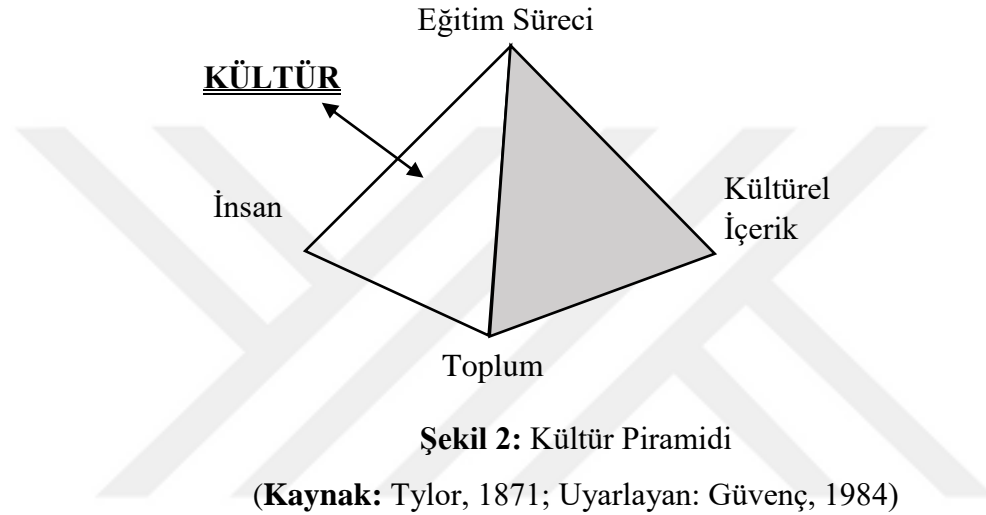 Eğitim Süreci
KÜLTÜR
İnsan
Kültürel
İçerik
Toplum
Şekil 2: Kültür Piramidi
(Kaynak: Tylor, 1871; Uyarlayan: Güvenç, 1984)